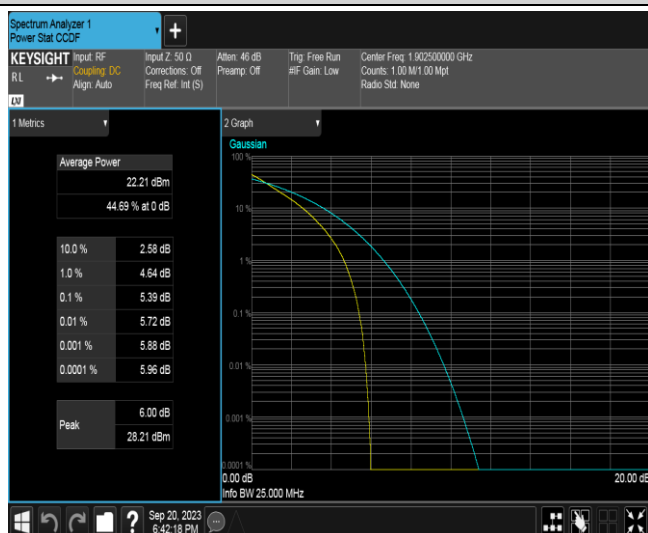 Spectrum Analyzer 1
Power Stat CCDF
KEYSIGHT
RL
LXI
Input: RF
Coupling: DC
Align: Auto
Input Z: 50 Ω
Corrections: Off
Freq Ref: Int (S)
Atten: 46 dB
Preamp: Off
Trig: Free Run
#IF Gain: Low
Center Freq: 1.902500000 GHz
Counts: 1.00 M/1.00 Mpt
Radio Std: None
1 Metrics
Average Power
22.21 dBm
44.69 % at 0 dB
10.0 % 2.58 dB
1.0 % 4.64 dB
0.1 % 5.39 dB
0.01 % 5.72 dB
0.001 % 5.88 dB
0.0001 % 5.96 dB
Peak
6.00 dB
28.21 dBm
2 Graph
Gaussian
100 %
10 %
1 %
0.1 %
0.01 %
0.001 %
0.0001 %
0.00 dB 20.00 dB
Info BW 25.000 MHz
?
Sep 20, 2023
6:42:18 PM